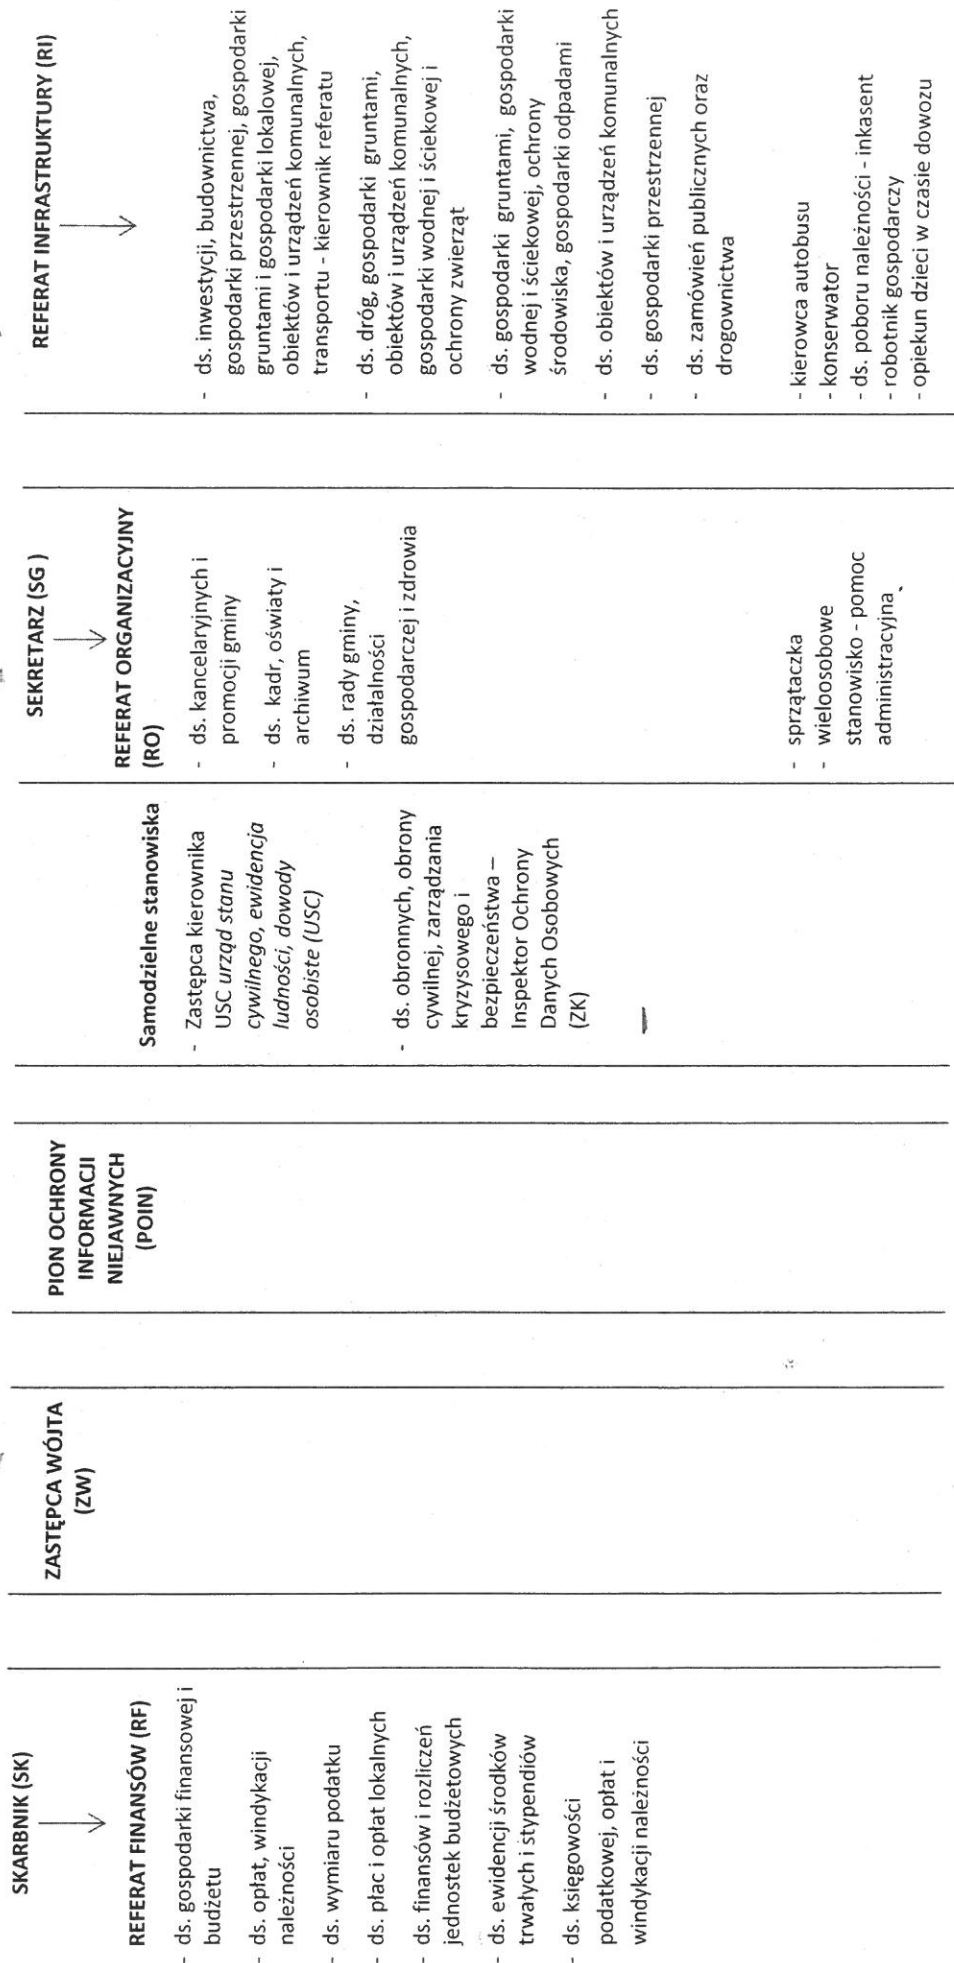 SKARBNIK (SK)
REFERAT FINANSÓW (RF)
- ds. gospodarki finansowej i
budżetu
- ds. opłat, windykacji
należności
- ds. wymiaru podatku
- ds. płac i opłat lokalnych
- ds. finansów i rozliczeń
jednostek budżetowych
- ds. ewidencji środków
trwałych i stypendiów
- ds. księgowości
podatkowej, opłat i
windykacji należności
ZASTĘPCA WÓJTA
(ZW)
PION OCHRONY
INFORMACJI
NIEJAWNYCH
(POIN)
Samodzielne stanowiska
- Zastępca kierownika
USC urząd stanu
cywilnego, ewidencja
ludności, dowody
osobiste (USC)
- ds. obronnych, obrony
cywilnej, zarządzania
kryzysowego i
bezpieczeństwa –
Inspektor Ochrony
Danych Osobowych
(ZK)
SEKRETARZ (SG )
REFERAT ORGANIZACYJNY
(RO)
- ds. kancelaryjnych i
promocji gminy
- ds. kadr, oświaty i
archiwum
- ds. rady gminy,
działalności
gospodarczej i zdrowia
- sprzątaczka
- wieloosobowe
stanowisko - pomoc
administracyjna
REFERAT INFRASTRUKTURY (RI)
- ds. inwestycji, budownictwa,
gospodarki przestrzennej, gospodarki
gruntami i gospodarki lokalowej,
obiektów i urządzeń komunalnych,
transportu - kierownik referatu
- ds. dróg, gospodarki gruntami,
obiektów i urządzeń komunalnych,
gospodarki wodnej i ściekowej i
ochrony zwierząt
- ds. gospodarki gruntami, gospodarki
wodnej i ściekowej, ochrony
środowiska, gospodarki odpadami
- ds. obiektów i urządzeń komunalnych
- ds. gospodarki przestrzennej
- ds. zamówień publicznych oraz
drogownictwa
- kierowca autobusu
- konserwator
- ds. poboru należności - inkasent
- robotnik gospodarczy
- opiekun dzieci w czasie dowozu